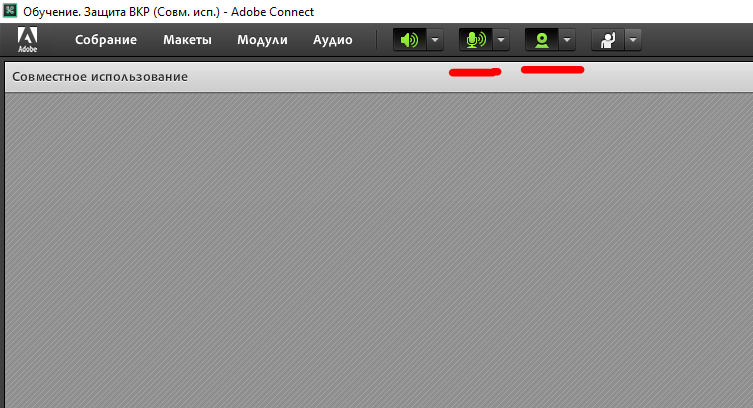 Обучение. Защита ВКР (Совм. исп.) - Adobe Connect
Adobe Собрание Макеты Модули Аудио
Совместное использование